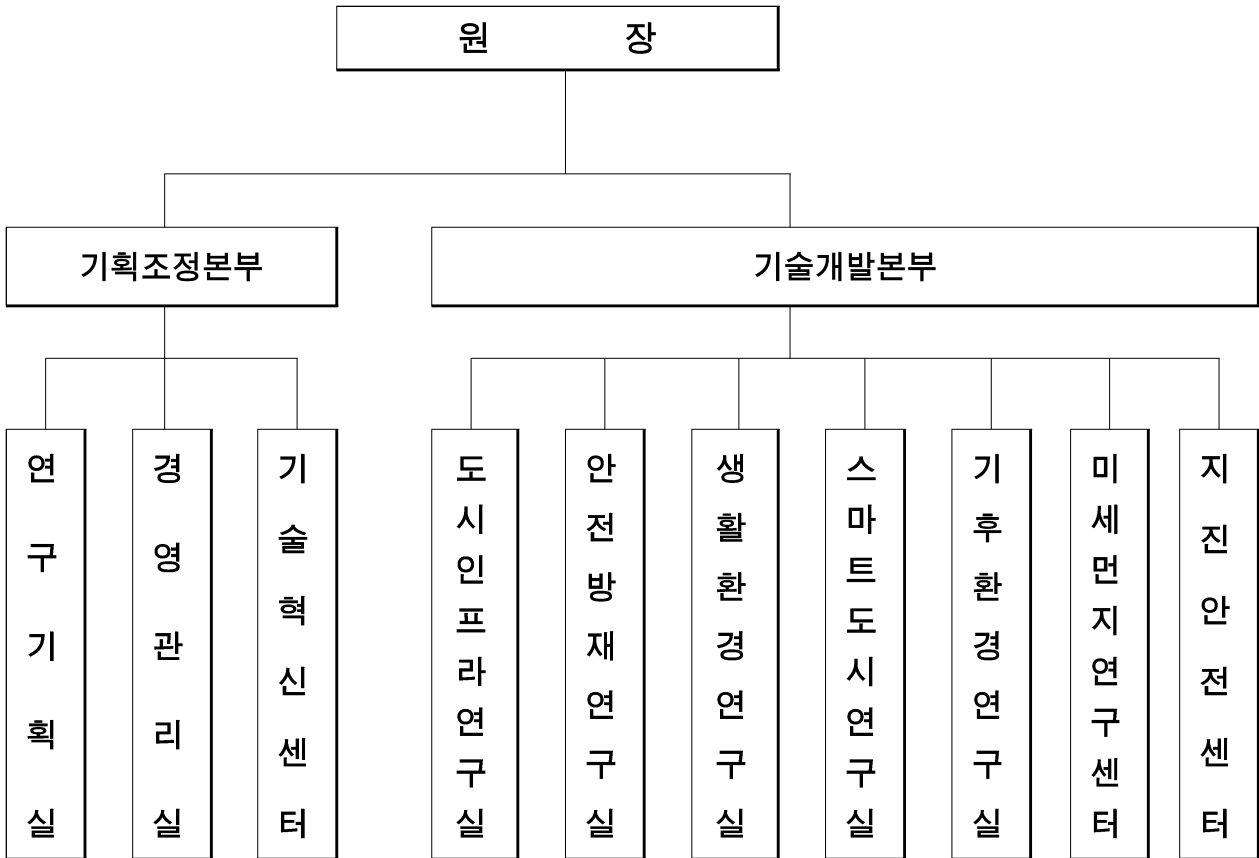 원 장
기획조정본부
기술개발본부
연구기획실
경영관리실
기술혁신센터
도시인프라연구실
안전방재연구실
생활환경연구실
스마트도시연구실
기후환경연구실
미세먼지연구센터
지진안전센터